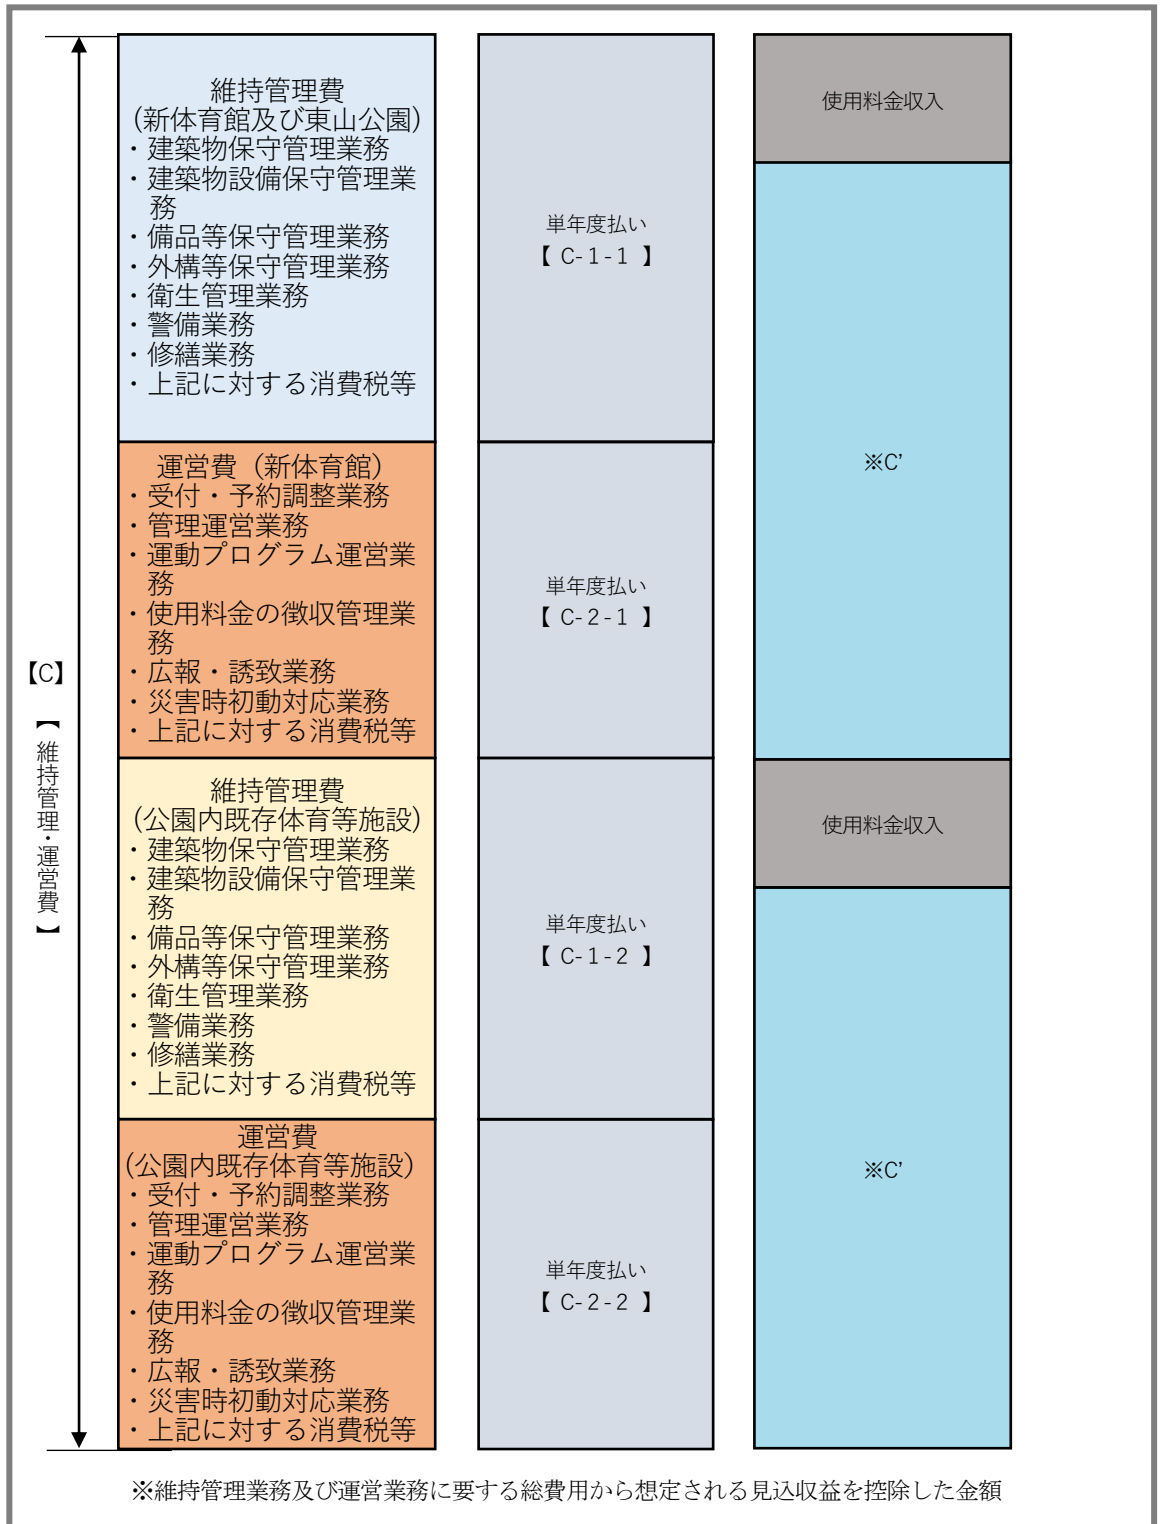 維持管理費
(新体育館及び東山公園)
・建築物保守管理業務
・建築物設備保守管理業
務
・備品等保守管理業務
・外構等保守管理業務
・衛生管理業務
・警備業務
・修繕業務
・上記に対する消費税等
単年度払い
【 C-1-1 】
使用料金収入
※C’
運営費（新体育館）
・受付・予約調整業務
・管理運営業務
・運動プログラム運営業
務
・使用料金の徴収管理業
務
・広報・誘致業務
・災害時初動対応業務
・上記に対する消費税等
単年度払い
【 C-2-1 】
【C】
【維持管理・運営費】
維持管理費
(公園内既存体育等施設)
・建築物保守管理業務
・建築物設備保守管理業
務
・備品等保守管理業務
・外構等保守管理業務
・衛生管理業務
・警備業務
・修繕業務
・上記に対する消費税等
単年度払い
【 C-1-2 】
使用料金収入
※C’
運営費
(公園内既存体育等施設)
・受付・予約調整業務
・管理運営業務
・運動プログラム運営業
務
・使用料金の徴収管理業
務
・広報・誘致業務
・災害時初動対応業務
・上記に対する消費税等
単年度払い
【 C-2-2 】
※維持管理業務及び運営業務に要する総費用から想定される見込収益を控除した金額